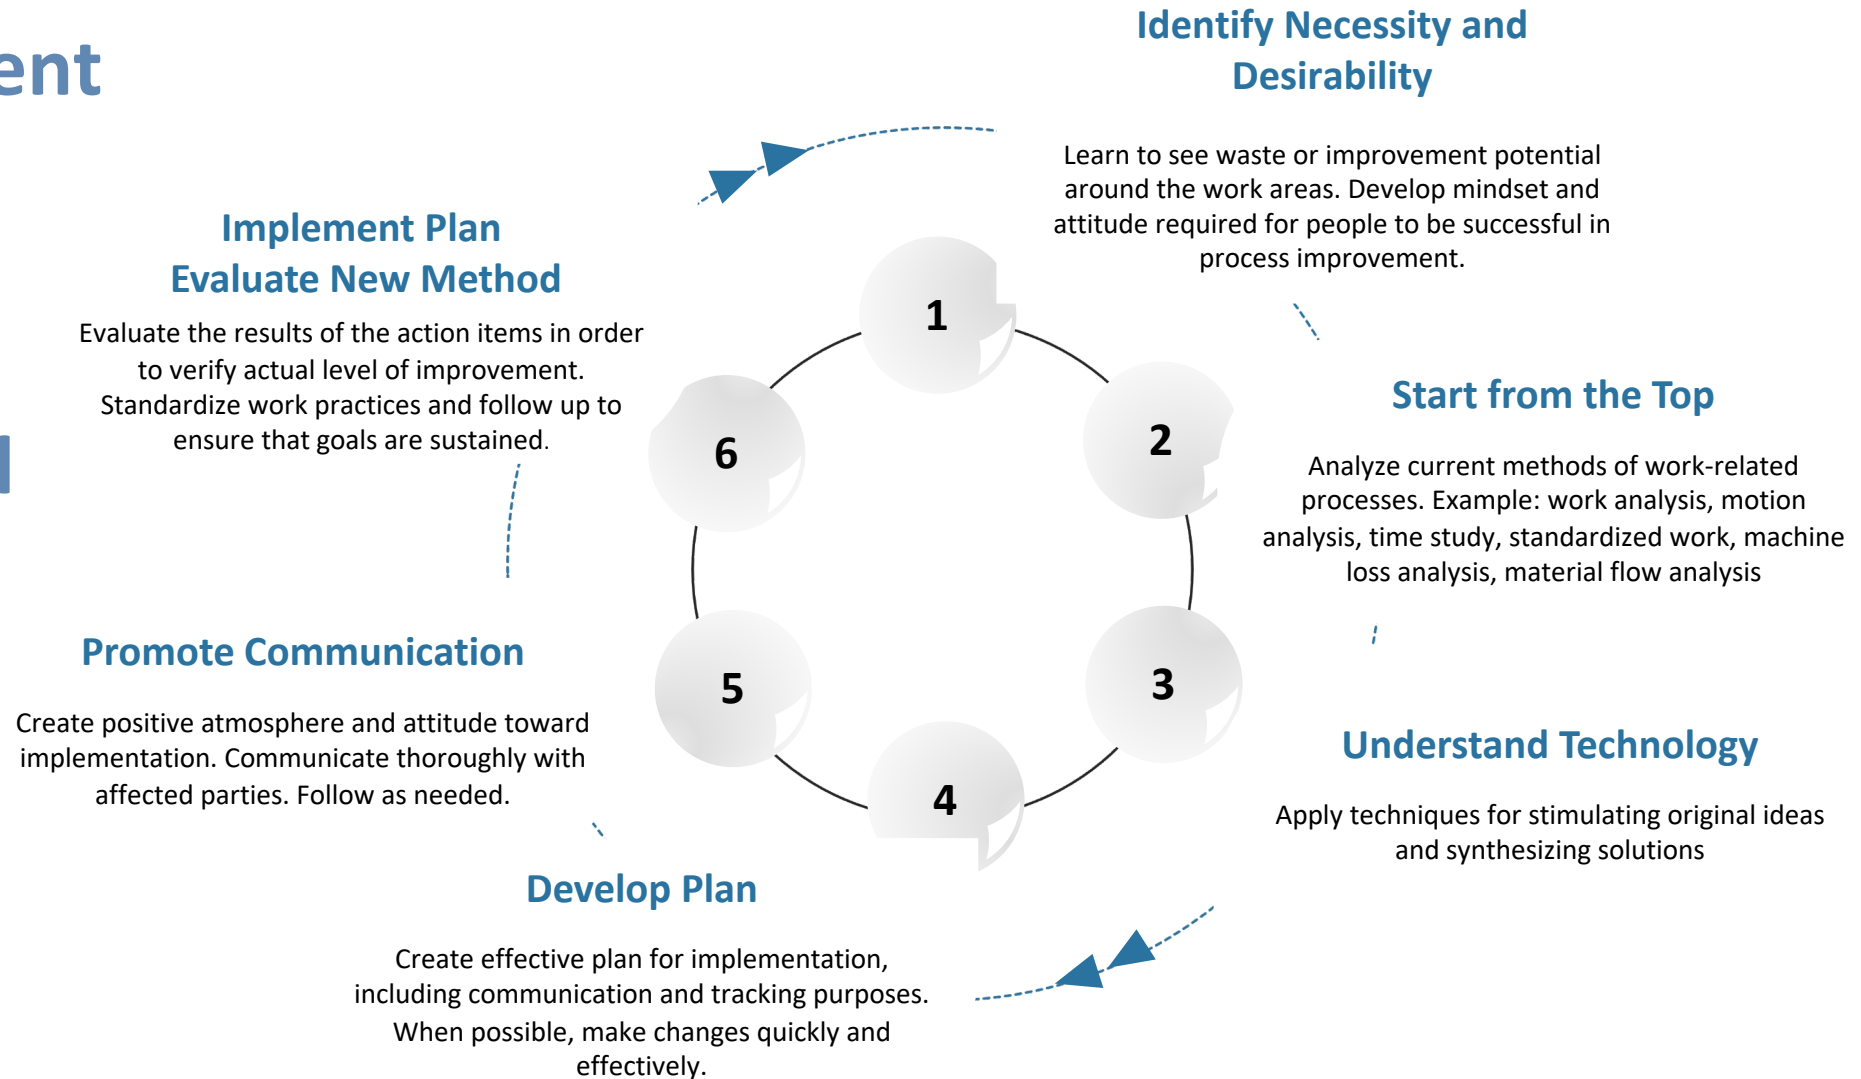 ent
Identify Necessity and
Desirability
Learn to see waste or improvement potential
around the work areas. Develop mindset and
attitude required for people to be successful in
process improvement.
1
2
Start from the Top
Analyze current methods of work-related
processes. Example: work analysis, motion
analysis, time study, standardized work, machine
loss analysis, material flow analysis
3
Understand Technology
Apply techniques for stimulating original ideas
and synthesizing solutions
4
Develop Plan
Create effective plan for implementation,
including communication and tracking purposes.
When possible, make changes quickly and
effectively.
5
Promote Communication
Create positive atmosphere and attitude toward
implementation. Communicate thoroughly with
affected parties. Follow as needed.
6
Implement Plan
Evaluate New Method
Evaluate the results of the action items in order
to verify actual level of improvement.
Standardize work practices and follow up to
ensure that goals are sustained.